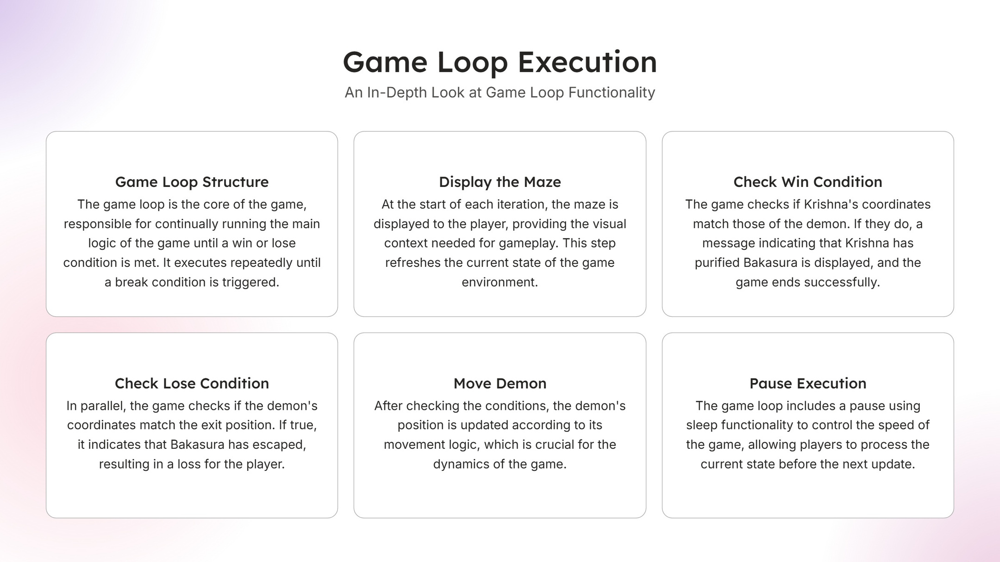 Game Loop Execution
An In-Depth Look at Game Loop Functionality
Game Loop Structure
The game loop is the core of the game,
responsible for continually running the main
logic of the game until a win or lose
condition is met. It executes repeatedly until
a break condition is triggered.
Display the Maze
At the start of each iteration, the maze is
displayed to the player, providing the visual
context needed for gameplay. This step
refreshes the current state of the game
environment.
Check Win Condition
The game checks if Krishna's coordinates
match those of the demon. If they do, a
message indicating that Krishna has
purified Bakasura is displayed, and the
game ends successfully.
Check Lose Condition
In parallel, the game checks if the demon's
coordinates match the exit position. If true,
it indicates that Bakasura has escaped,
resulting in a loss for the player.
Move Demon
After checking the conditions, the demon's
position is updated according to its
movement logic, which is crucial for the
dynamics of the game.
Pause Execution
The game loop includes a pause using
sleep functionality to control the speed of
the game, allowing players to process the
current state before the next update.